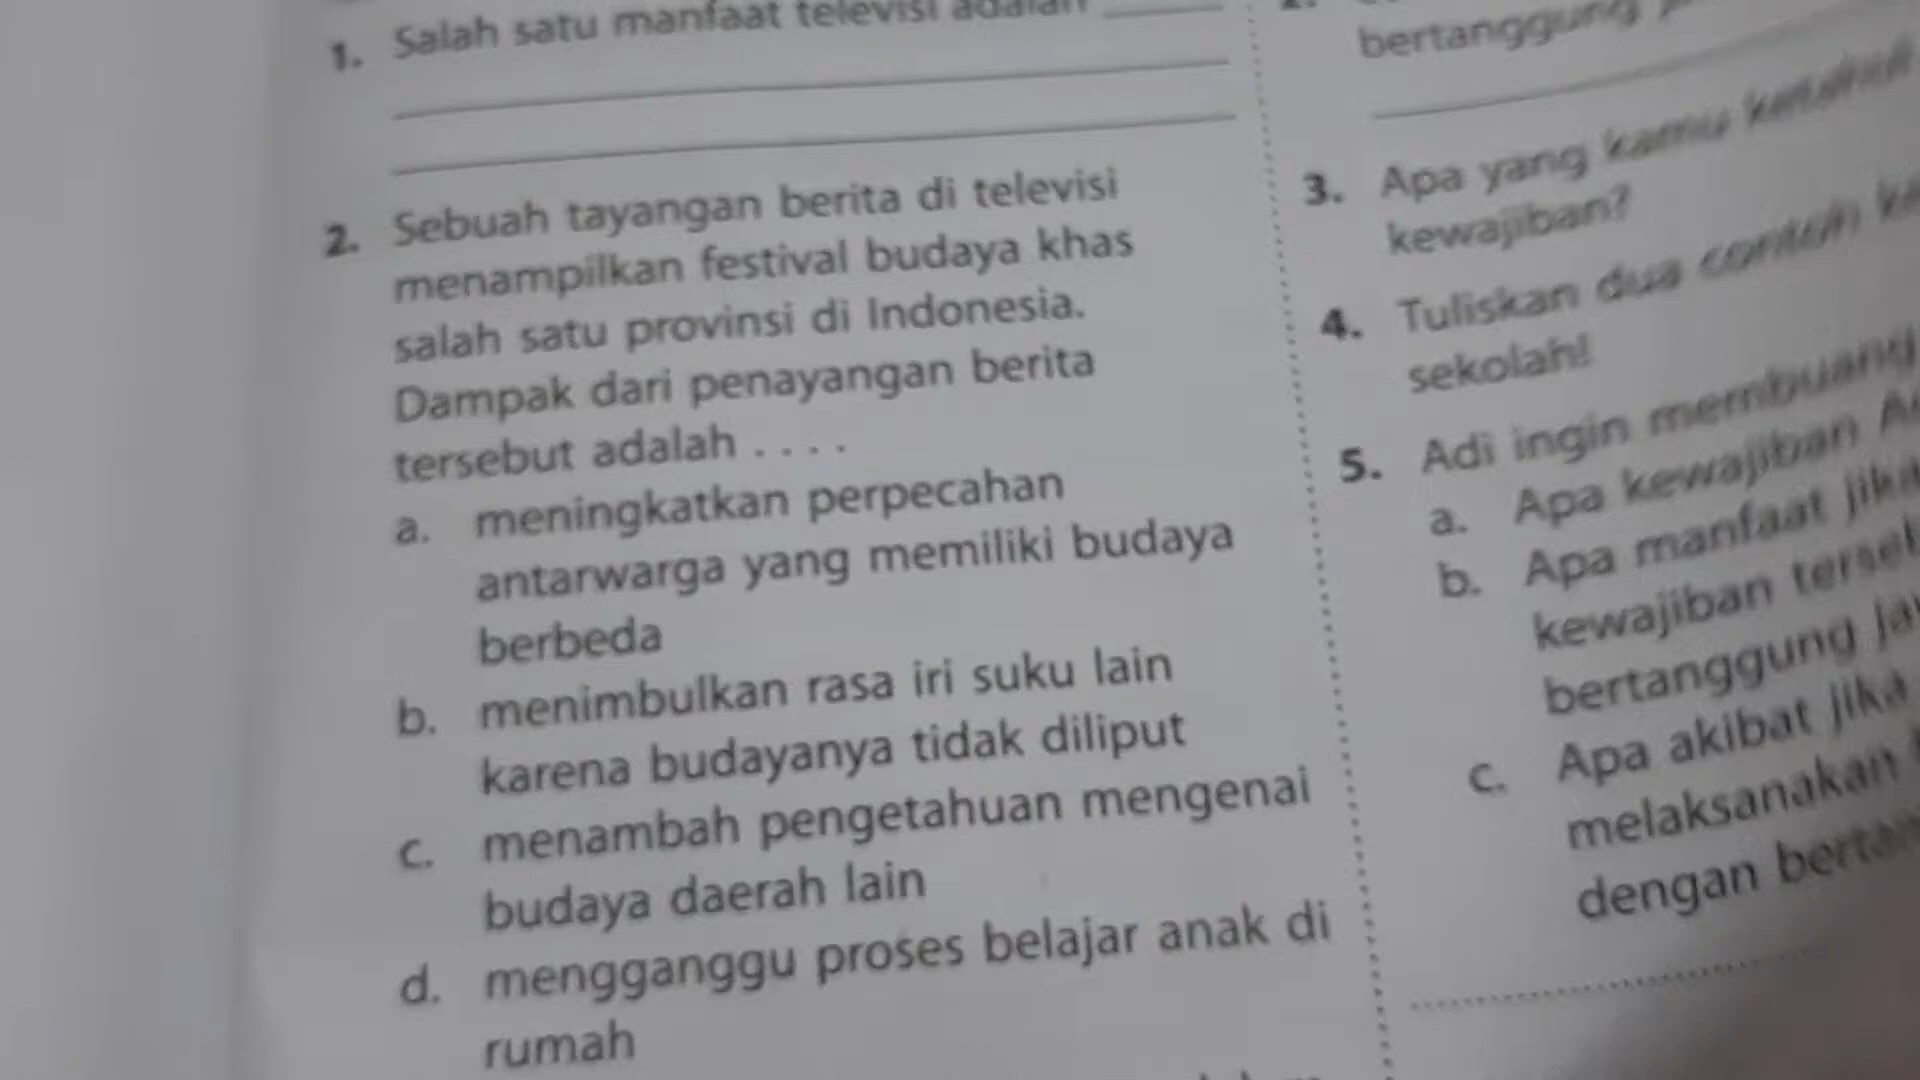 1. Salah satu manfaat televisi adalah
2. Sebuah tayangan berita di televisi
menampilkan festival budaya khas
salah satu provinsi di Indonesia.
Dampak dari penayangan berita
tersebut adalah . . . .
a. meningkatkan perpecahan
antarwarga yang memiliki budaya
berbeda
b. menimbulkan rasa iri suku lain
karena budayanya tidak diliput
c. menambah pengetahuan mengenai
budaya daerah lain
d. mengganggu proses belajar anak di
rumah
bertanggung
3. Apa yang kamu
kewajiban?
4. Tuliskan dua contoh
sekolah!
5. Adi ingin membuang
a. Apa kewajiban
b. Apa manfaat
kewajiban
bertanggung
c. Apa akibat
melaksanakan
dengan